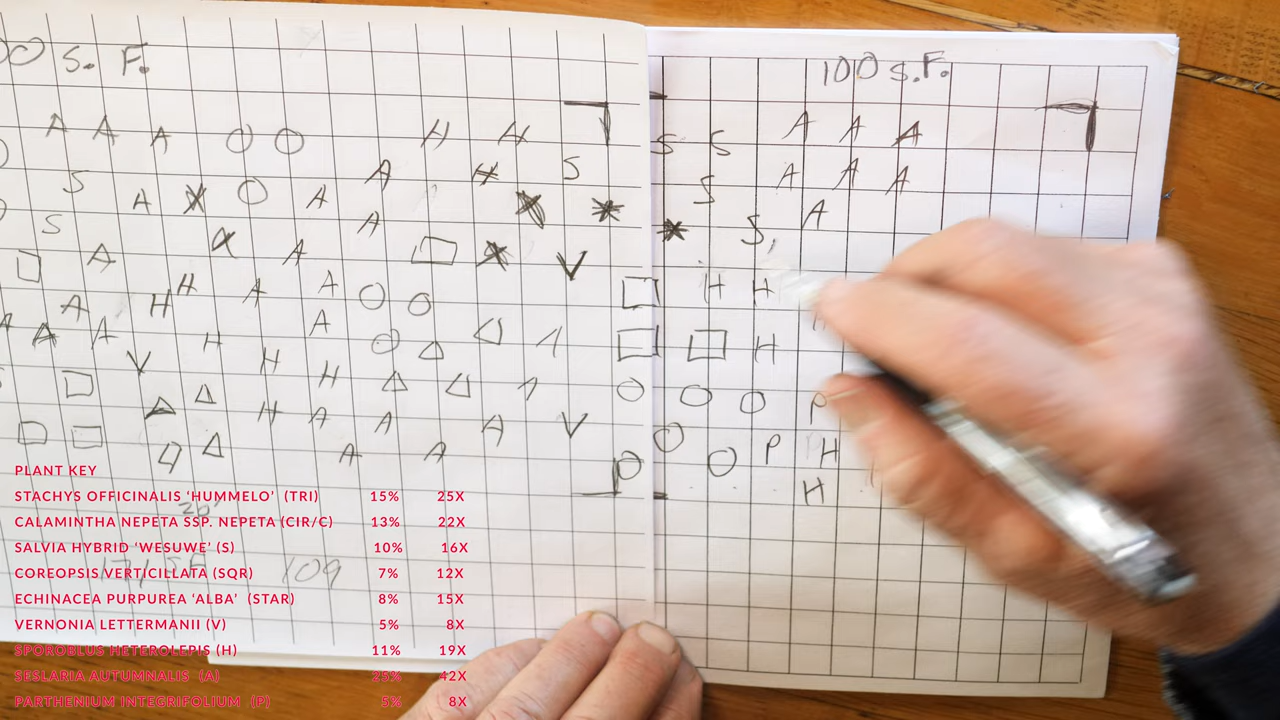 S. F.
100 S.F.
A A A H H S S A A A
S A A H S S A A A
S A A S A
A A V
A H H A A H H
A A A H A H
V H H
H A A A V P
A A P H
H
PLANT KEY
STACHYS OFFICINALIS ‘HUMMELO’ (TRI) 15% 25X
CALAMINTHA NEPETA SSP. NEPETA (CIR/C) 13% 22X
SALVIA HYBRID ‘WESUWE’ (S) 10% 16X
COREOPSIS VERTICILLATA (SQR) 7% 12X
109
ECHINACEA PURPUREA ‘ALBA’ (STAR) 8% 15X
VERNONIA LETTERMANII (V) 5% 8X
SPOROBLUS HETEROLEPIS (H) 11% 19X
SESLARIA AUTUMNALIS (A) 25% 42X
PARTHENIUM INTEGRIFOLIUM (P) 5% 8X